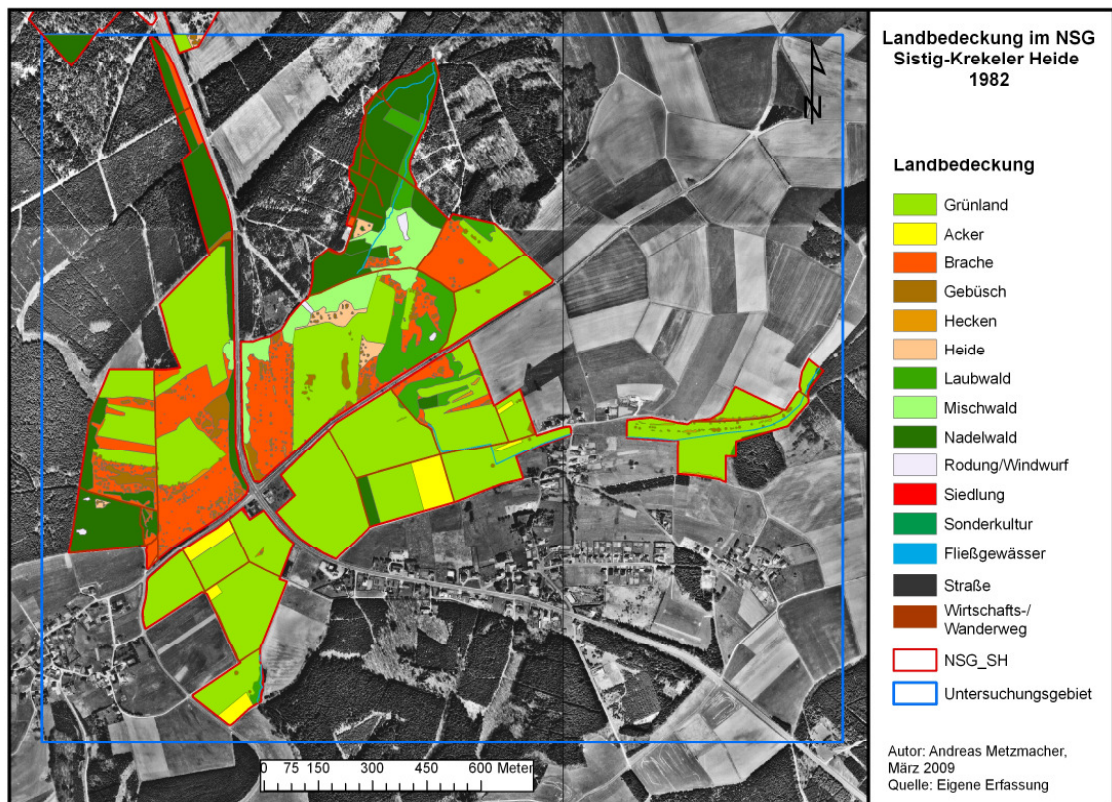 Landbedeckung im NSG
Sistig-Krekeler Heide
1982
N
Landbedeckung
Grünland
Acker
Brache
Gebüsch
Hecken
Heide
Laubwald
Mischwald
Nadelwald
Rodung/Windwurf
Siedlung
Sonderkultur
Fließgewässer
Straße
Wirtschafts-/
Wanderweg
NSG_SH
Untersuchungsgebiet
Autor: Andreas Metzmacher,
März 2009
Quelle: Eigene Erfassung
0 75 150 300 450 600 Meter